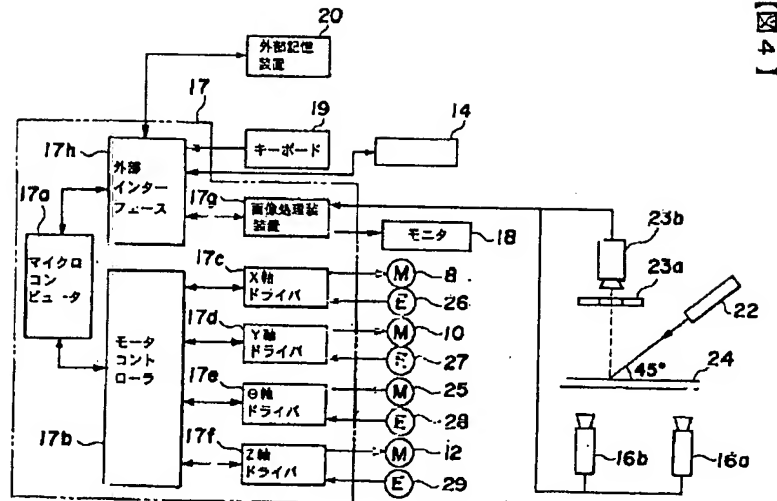 【図4】
20
外部記憶
装置
17
19
キーボード
14
17h
外部
インター
フェース
17g
画像処理装
装置
モニタ
18
17a
マイクロ
コン
ピュータ
17c
X軸
ドライバ
M
8
E
26
17d
Y軸
ドライバ
M
10
E
27
モータ
コント
ローラ
17e
θ軸
ドライバ
M
25
E
28
17b
17f
Z軸
ドライバ
M
12
E
29
23b
23a
22
24
45°
16b
16a